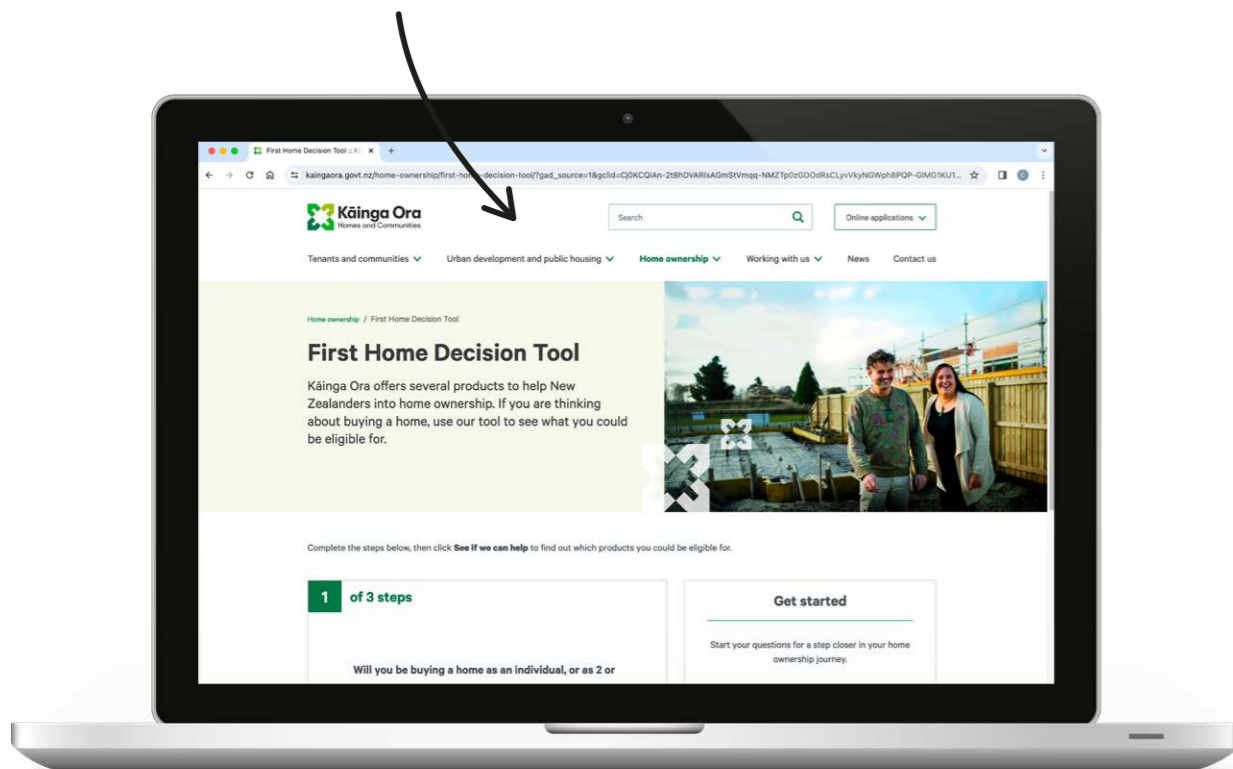 First Home Decision Tool :: Kā
kaingaora.govt.nz/home-ownership/first-home-decision-tool/?gad_source=1&gclid=Cj0KCQiAn-2tBhDVARIsAGmStVmqq-NMZTp0zGDOdRsCLyvVkyNGWph8PQP-GIMG1KU1...
Kāinga Ora
Homes and Communities
Search
Online applications
Tenants and communities Urban development and public housing Home ownership Working with us News Contact us
Home ownership / First Home Decision Tool
First Home Decision Tool
Kāinga Ora offers several products to help New
Zealanders into home ownership. If you are thinking
about buying a home, use our tool to see what you could
be eligible for.
Complete the steps below, then click See if we can help to find out which products you could be eligible for.
1 of 3 steps
Will you be buying a home as an individual, or as 2 or
Get started
Start your questions for a step closer in your home
ownership journey.